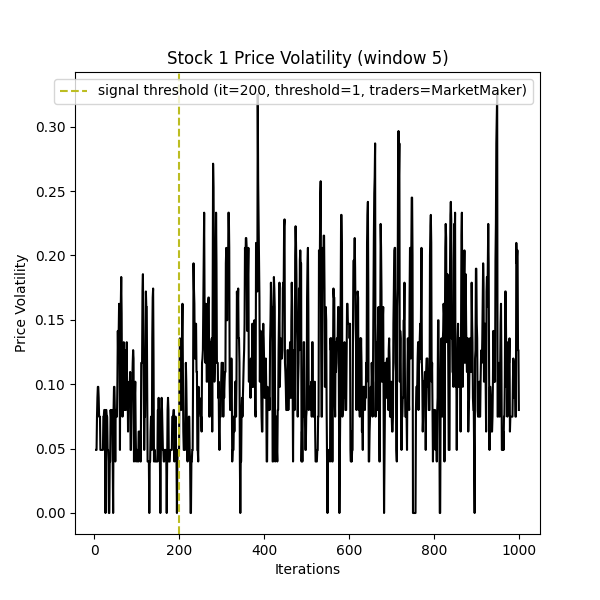 Stock 1 Price Volatility (window 5)
signal threshold (it=200, threshold=1, traders=MarketMaker)
Price Volatility
0.30
0.25
0.20
0.15
0.10
0.05
0.00
0 200 400 600 800 1000
Iterations